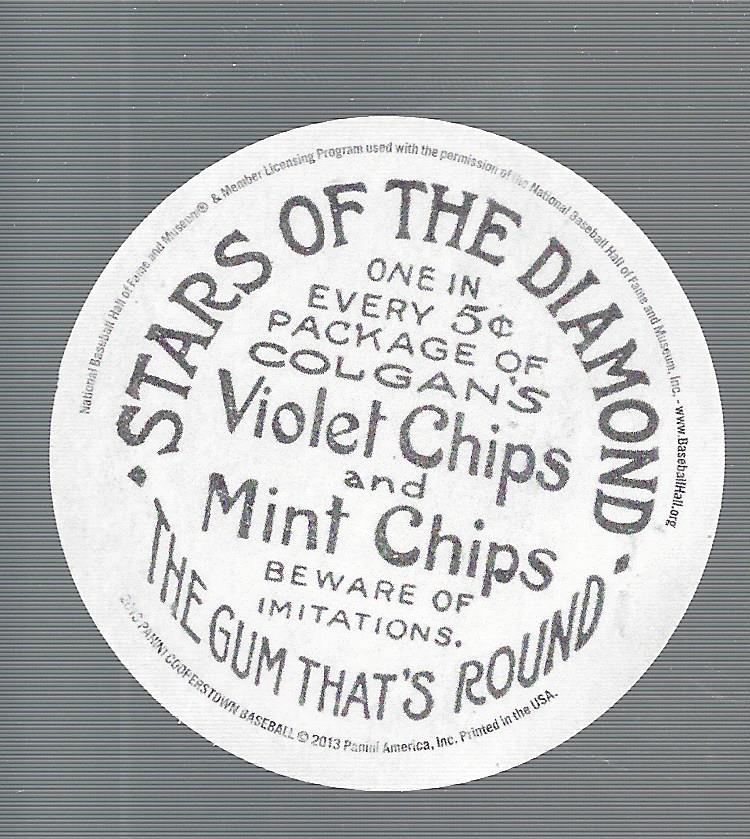 National Baseball Hall of Fame and Museum® & Member Licensing Program used with the permission of the National Baseball Hall of Fame and Museum, Inc. - www.BaseballHall.org
• STARS OF THE DIAMOND •
ONE IN
EVERY 5¢
PACKAGE OF
COLGAN'S
Violet Chips
and
Mint Chips
BEWARE OF
IMITATIONS.
THE GUM THAT'S ROUND
2013 PANINI COOPERSTOWN BASEBALL © 2013 Panini America, Inc. Printed in the USA.